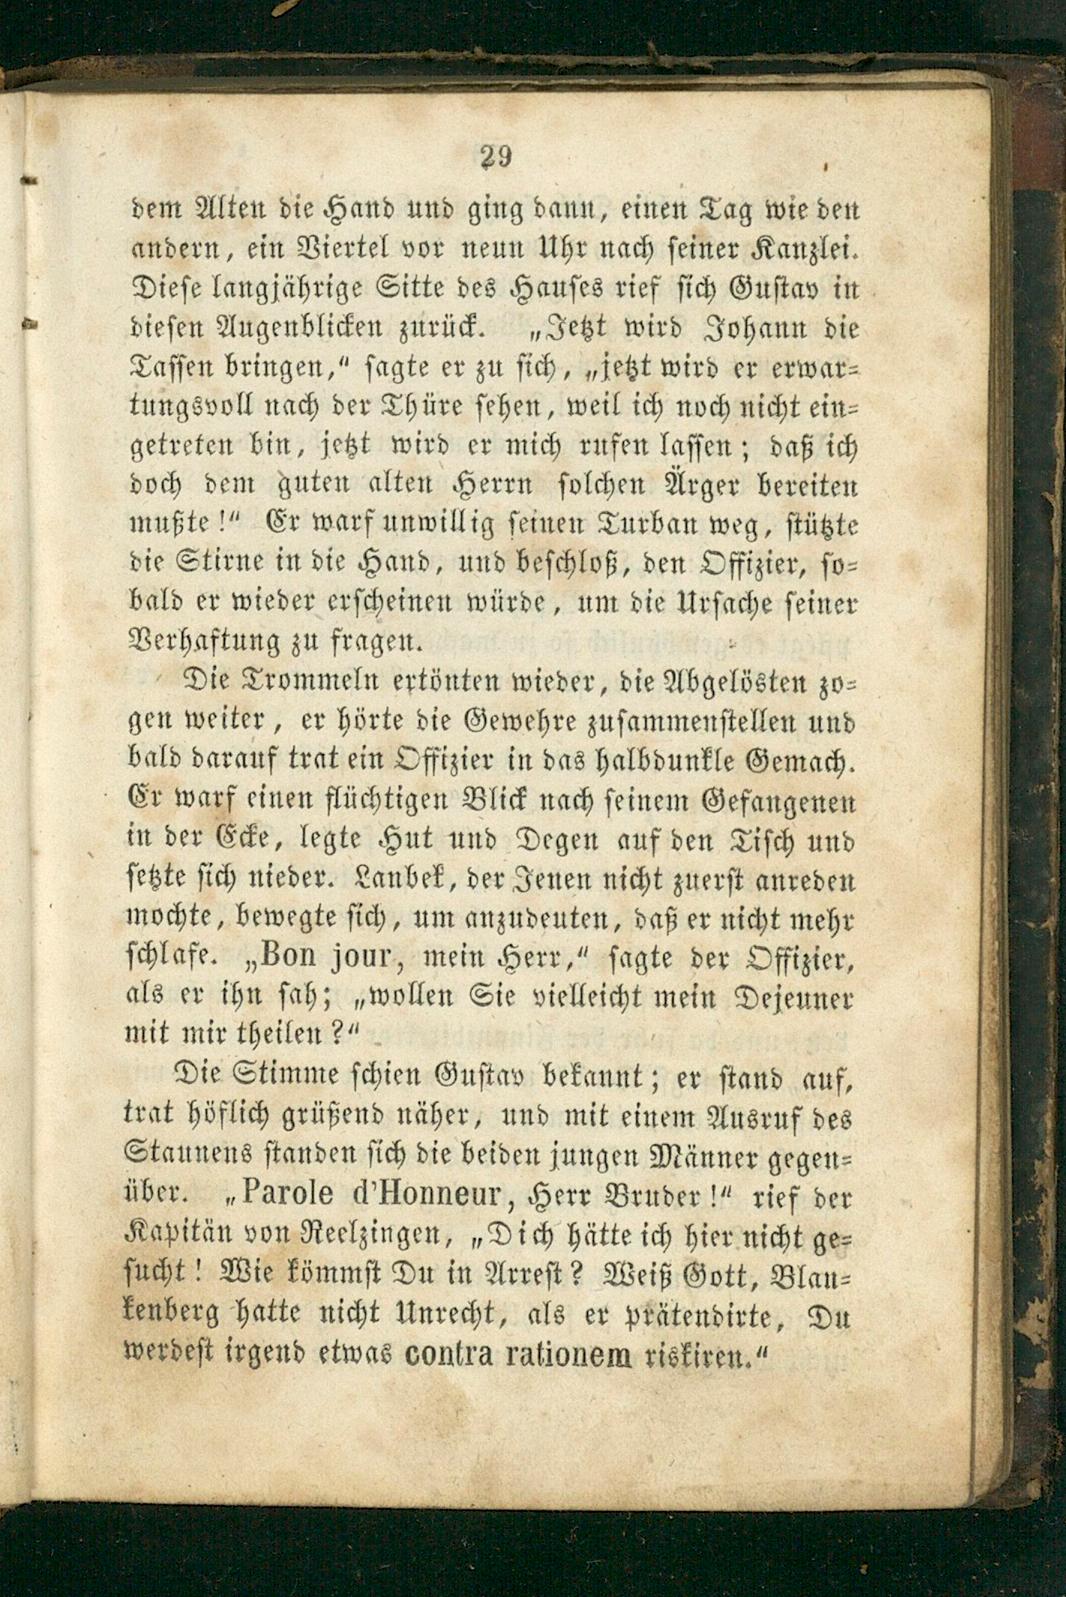 29
dem Alten die Hand und ging dann, einen Tag wie den
andern, ein Viertel vor neun Uhr nach seiner Kanzlei.
Diese langjährige Sitte des Hauses rief sich Gustav in
diesen Augenblicken zurück. „Jetzt wird Johann die
Tassen bringen,“ sagte er zu sich, „jetzt wird er erwar-
tungsvoll nach der Thüre sehen, weil ich noch nicht ein-
getreten bin, jetzt wird er mich rufen lassen; daß ich
doch dem guten alten Herrn solchen Ärger bereiten
mußte!“ Er warf unwillig seinen Turban weg, stützte
die Stirne in die Hand, und beschloß, den Offizier, so-
bald er wieder erscheinen würde, um die Ursache seiner
Verhaftung zu fragen.
Die Trommeln ertönten wieder, die Abgelösten zo-
gen weiter, er hörte die Gewehre zusammenstellen und
bald darauf trat ein Offizier in das halbdunkle Gemach.
Er warf einen flüchtigen Blick nach seinem Gefangenen
in der Ecke, legte Hut und Degen auf den Tisch und
setzte sich nieder. Lanbek, der Jenen nicht zuerst anreden
mochte, bewegte sich, um anzudeuten, daß er nicht mehr
schlafe. „Bon jour, mein Herr,“ sagte der Offizier,
als er ihn sah; „wollen Sie vielleicht mein Dejeuner
mit mir theilen?“
Die Stimme schien Gustav bekannt; er stand auf,
trat höflich grüßend näher, und mit einem Ausruf des
Staunens standen sich die beiden jungen Männer gegen-
über. „Parole d'Honneur, Herr Bruder!“ rief der
Kapitän von Reelzingen, „Dich hätte ich hier nicht ge-
sucht! Wie kömmst Du in Arrest? Weiß Gott, Blan-
kenberg hatte nicht Unrecht, als er prätendirte, Du
werdest irgend etwas contra rationem riskiren.“